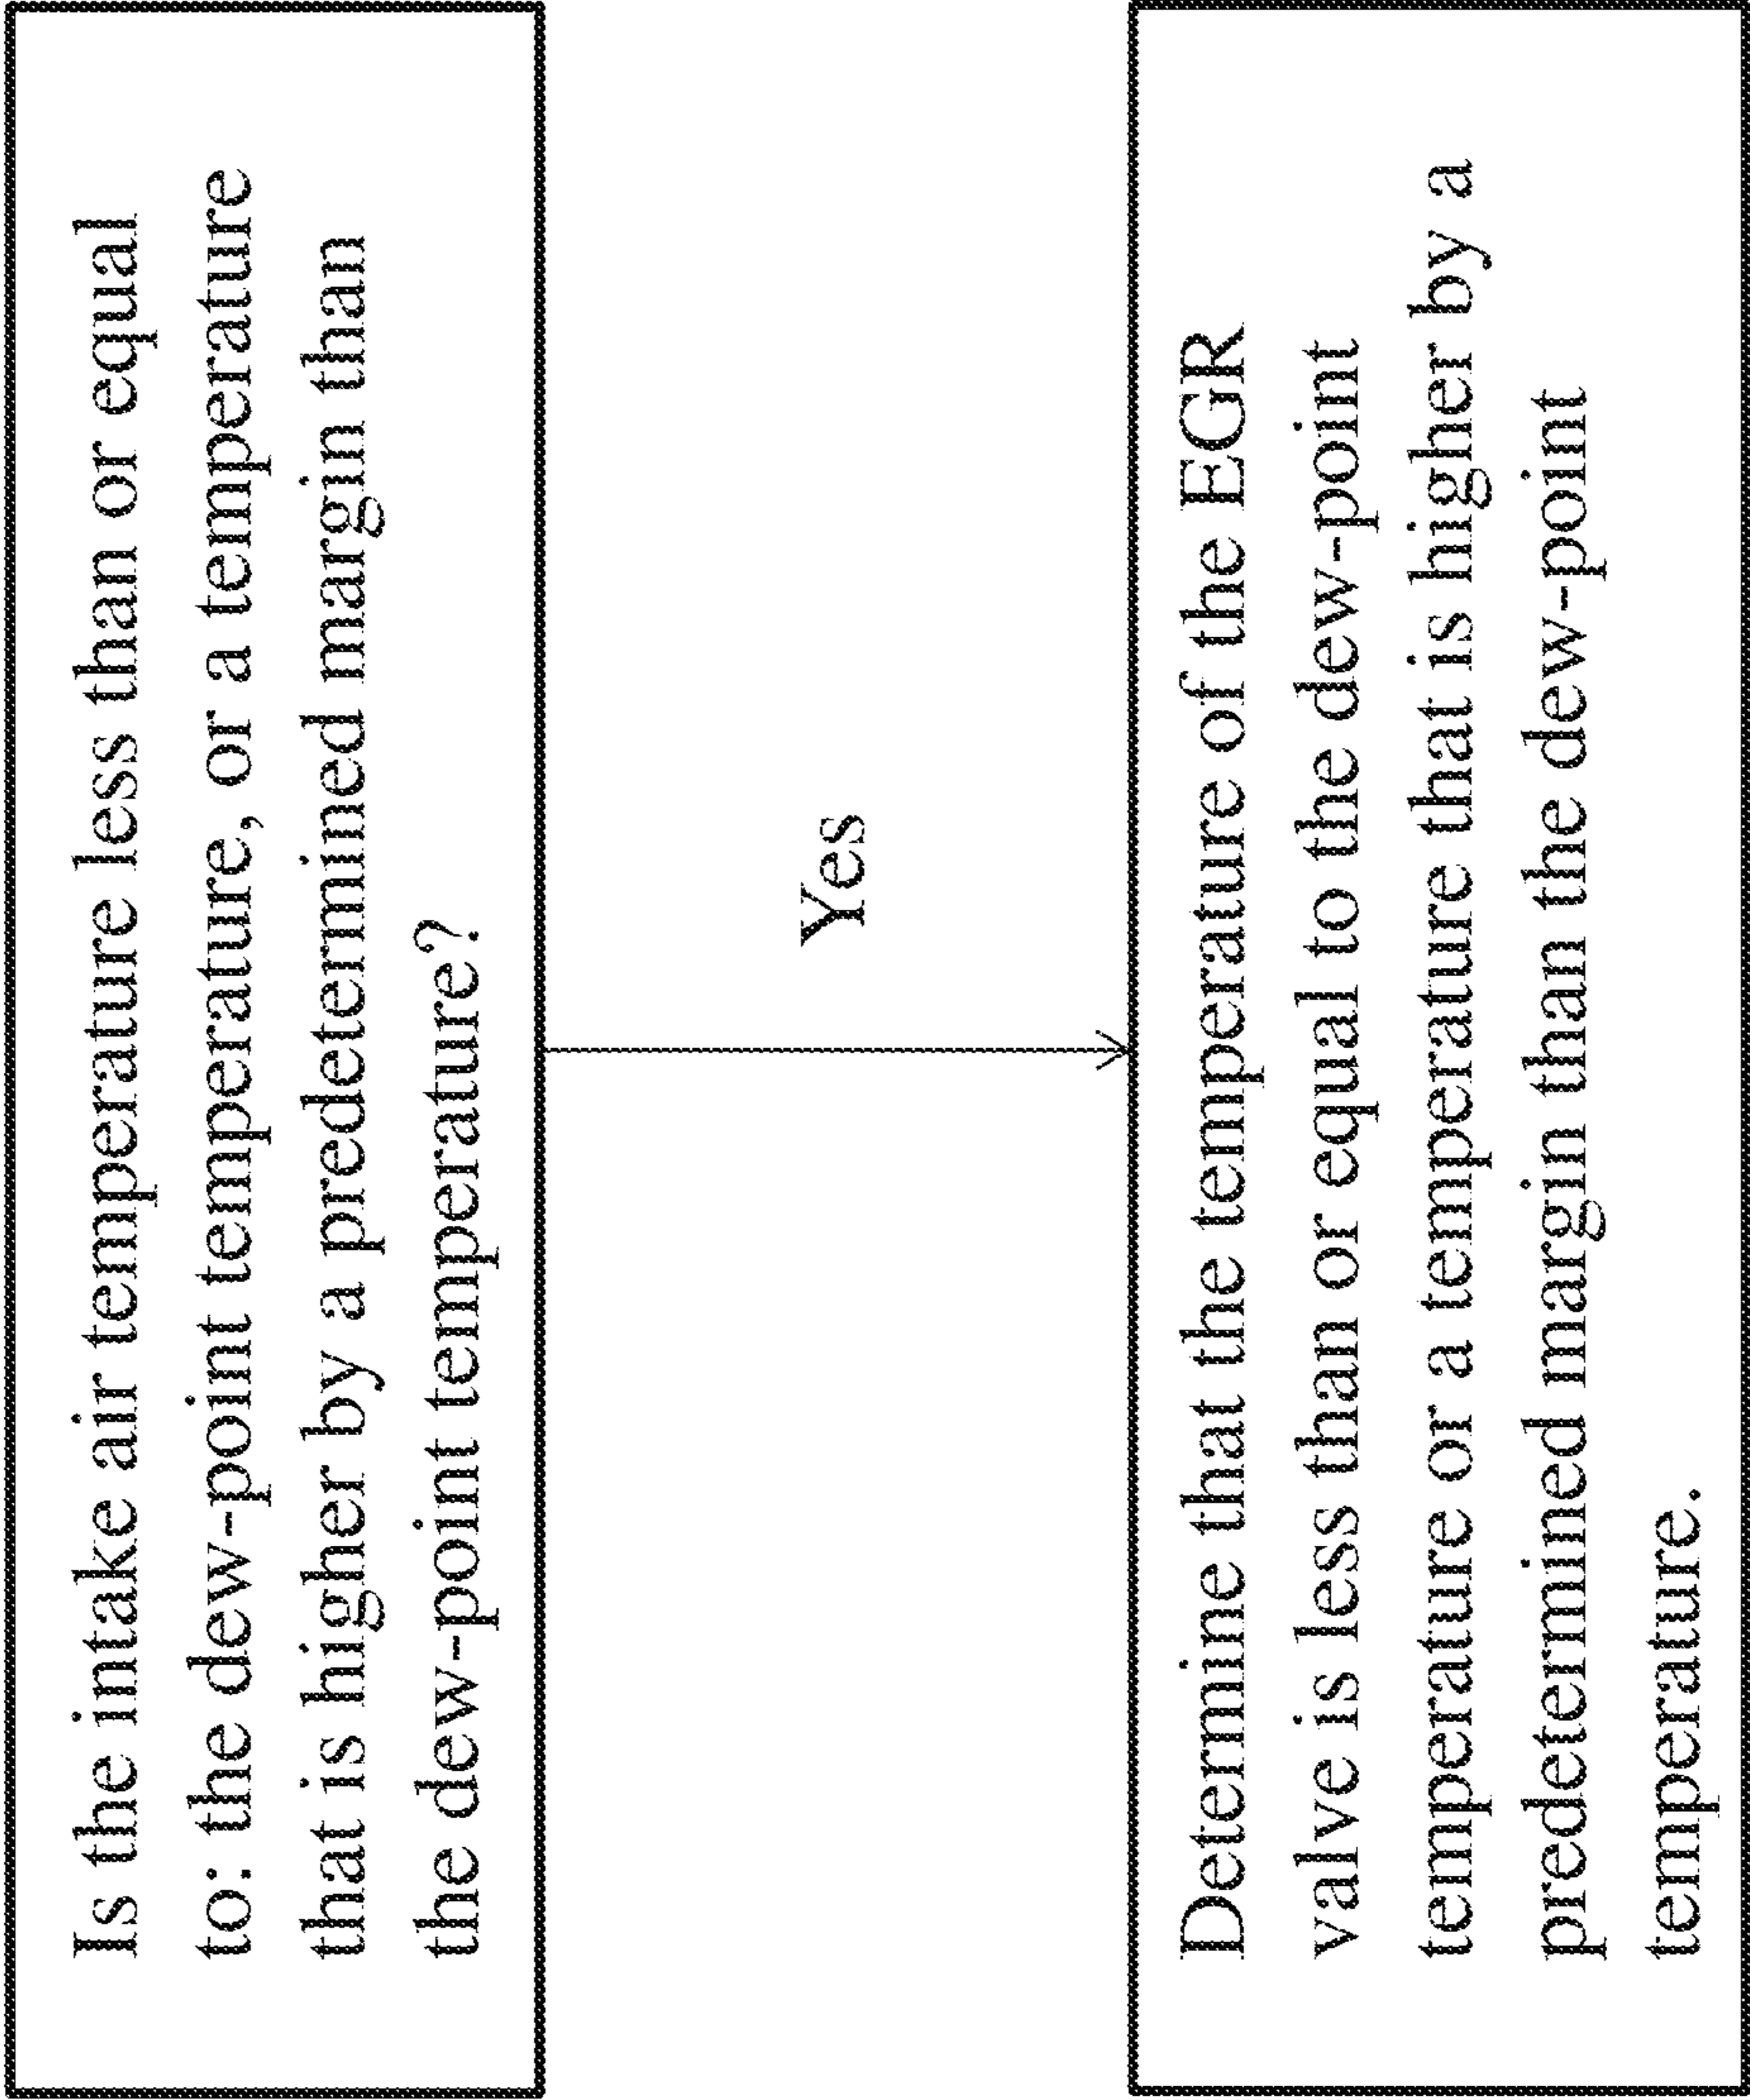 Is the intake air temperature less than or equal
to: the dew-point temperature, or a temperature
that is higher by a predetermined margin than
the dew-point temperature?
Yes
Determine that the temperature of the EGR
valve is less than or equal to the dew-point
temperature or a temperature that is higher by a
predetermined margin than the dew-point
temperature.